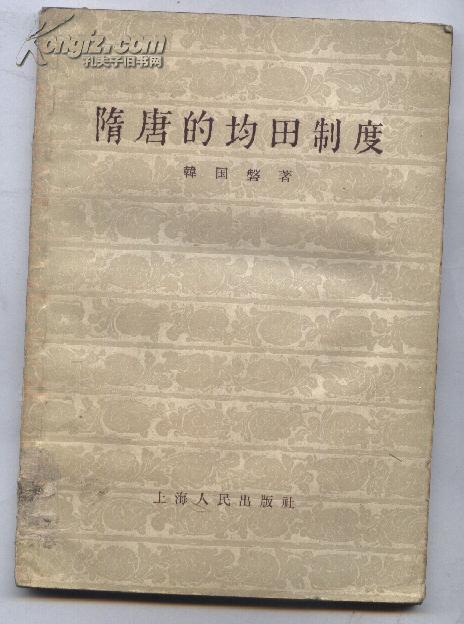 Kongfz.com
孔夫子旧书网
隋唐的均田制度
韓国磐著
上海人民出版社